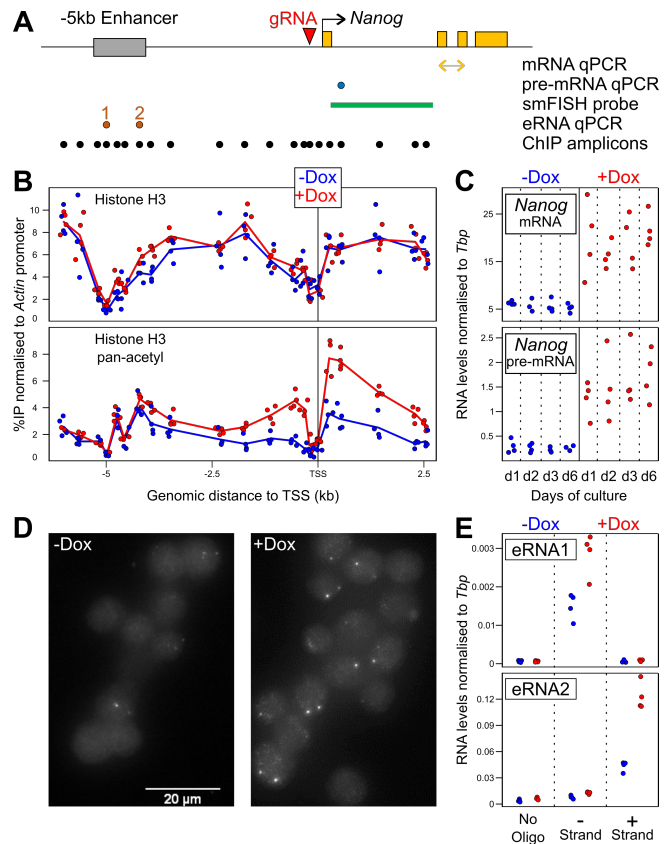 A
-5kb Enhancer
gRNA
Nanog
mRNA qPCR
pre-mRNA qPCR
smFISH probe
eRNA qPCR
ChIP amplicons
1
2
B
-Dox
+Dox
Histone H3
10
8
6
4
2
0
Histone H3
pan-acetyl
8
6
4
2
0
%IP normalised to Actin promoter
-5
-2.5
TSS
2.5
Genomic distance to TSS (kb)
C
-Dox
+Dox
Nanog
mRNA
25
15
5
Nanog
pre-mRNA
2.5
2
1.5
1
0.5
RNA levels normalised to Tbp
d1
d2
d3
d6
d1
d2
d3
d6
Days of culture
D
-Dox
+Dox
20 µm
E
-Dox
+Dox
eRNA1
0.003
0.002
0.01
0
eRNA2
0.12
0.09
0.06
0.03
0
RNA levels normalised to Tbp
No
Oligo
-
Strand
+
Strand